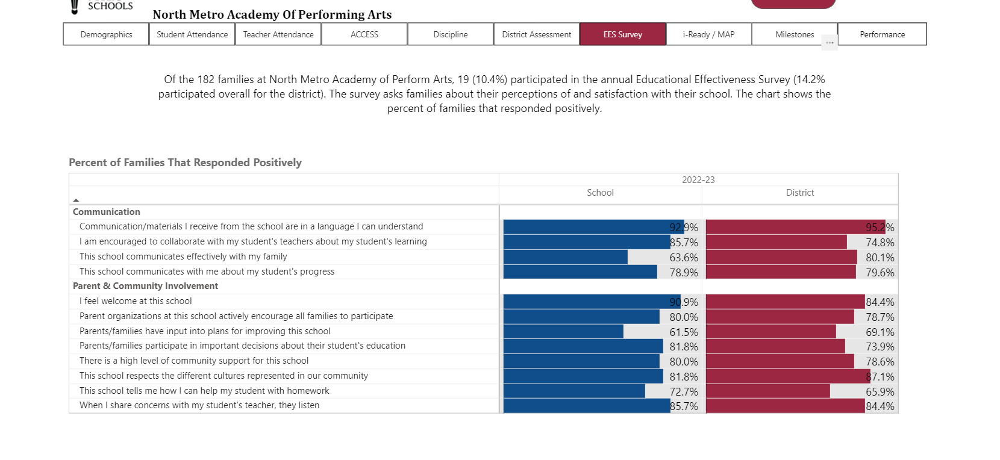 SCHOOLS
North Metro Academy Of Performing Arts
Demographics Student Attendance Teacher Attendance ACCESS Discipline District Assessment EES Survey i-Ready / MAP Milestones ... Performance
Of the 182 families at North Metro Academy of Perform Arts, 19 (10.4%) participated in the annual Educational Effectiveness Survey (14.2%
participated overall for the district). The survey asks families about their perceptions of and satisfaction with their school. The chart shows the
percent of families that responded positively.
Percent of Families That Responded Positively
2022-23
School District
Communication
Communication/materials I receive from the school are in a language I can understand 92.9% 95.2%
I am encouraged to collaborate with my student's teachers about my student's learning 85.7% 74.8%
This school communicates effectively with my family 63.6% 80.1%
This school communicates with me about my student's progress 78.9% 79.6%
Parent & Community Involvement
I feel welcome at this school 90.9% 84.4%
Parent organizations at this school actively encourage all families to participate 80.0% 78.7%
Parents/families have input into plans for improving this school 61.5% 69.1%
Parents/families participate in important decisions about their student's education 81.8% 73.9%
There is a high level of community support for this school 80.0% 78.6%
This school respects the different cultures represented in our community 81.8% 87.1%
This school tells me how I can help my student with homework 72.7% 65.9%
When I share concerns with my student's teacher, they listen 85.7% 84.4%